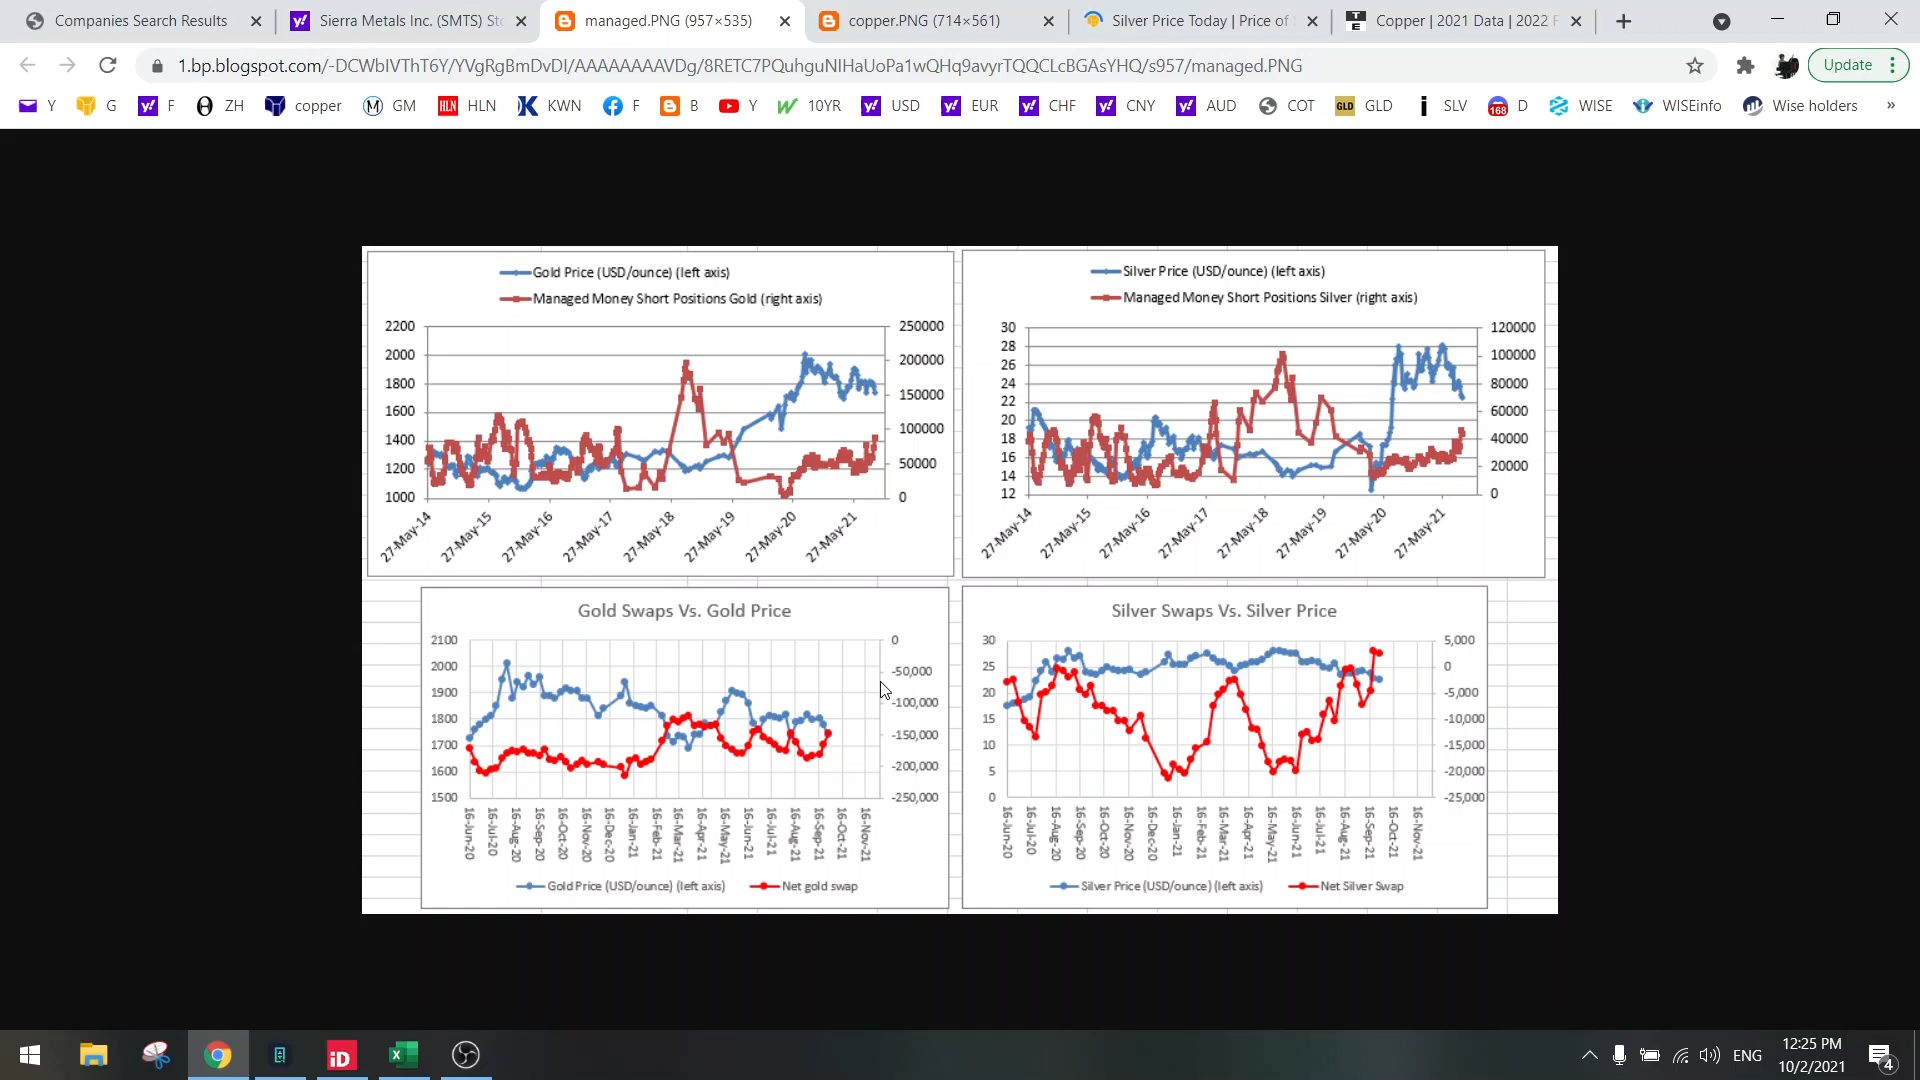 Companies Search Results
Sierra Metals Inc. (SMTS) Sto
managed.PNG (957×535)
copper.PNG (714×561)
Silver Price Today | Price of S
Copper | 2021 Data | 2022 F
Update
Y G F ZH copper GM HLN KWN F B Y 10YR USD EUR CHF CNY AUD COT GLD SLV D WISE WISEinfo Wise holders »
Gold Price (USD/ounce) (left axis)
Managed Money Short Positions Gold (right axis)
2200 2000 1800 1600 1400 1200 1000
250000 200000 150000 100000 50000 0
27-May-14 27-May-15 27-May-16 27-May-17 27-May-18 27-May-19 27-May-20 27-May-21
Silver Price (USD/ounce) (left axis)
Managed Money Short Positions Silver (right axis)
30 28 26 24 22 20 18 16 14 12
120000 100000 80000 60000 40000 20000 0
27-May-14 27-May-15 27-May-16 27-May-17 27-May-18 27-May-19 27-May-20 27-May-21
Gold Swaps Vs. Gold Price
2100 2000 1900 1800 1700 1600 1500
0 -50,000 -100,000 -150,000 -200,000 -250,000
16-Jun-20 16-Jul-20 16-Aug-20 16-Sep-20 16-Oct-20 16-Nov-20 16-Dec-20 16-Jan-21 16-Feb-21 16-Mar-21 16-Apr-21 16-May-21 16-Jun-21 16-Jul-21 16-Aug-21 16-Sep-21 16-Oct-21 16-Nov-21
Gold Price (USD/ounce) (left axis) Net gold swap
Silver Swaps Vs. Silver Price
30 25 20 15 10 5 0
5,000 0 -5,000 -10,000 -15,000 -20,000 -25,000
16-Jun-20 16-Jul-20 16-Aug-20 16-Sep-20 16-Oct-20 16-Nov-20 16-Dec-20 16-Jan-21 16-Feb-21 16-Mar-21 16-Apr-21 16-May-21 16-Jun-21 16-Jul-21 16-Aug-21 16-Sep-21 16-Oct-21 16-Nov-21
Silver Price (USD/ounce) (left axis) Net Silver Swap
ENG
12:25 PM
10/2/2021
4